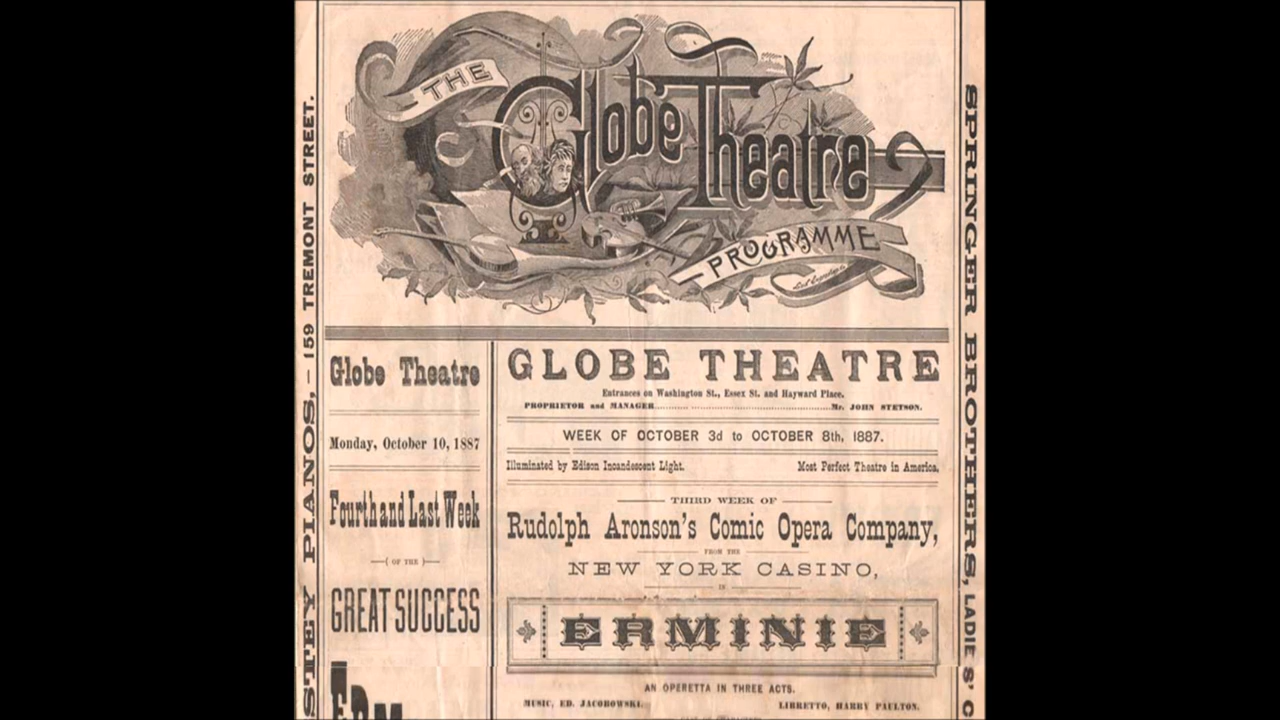 THE
Globe Theatre
PROGRAMME
STEY PIANOS, - 159 TREMONT STREET.
Globe Theatre
Monday, October 10, 1887
Fourth and Last Week
OF THE
GREAT SUCCESS
GLOBE THEATRE
Entrances on Washington St., Essex St. and Hayward Place.
PROPRIETOR and MANAGER.......... ..................................Mr. JOHN STETSON.
WEEK OF OCTOBER 3d to OCTOBER 8th, 1887.
Illuminated by Edison Incandescent Light. Most Perfect Theatre in America.
THIRD WEEK OF
Rudolph Aronson's Comic Opera Company,
FROM THE
NEW YORK CASINO,
IN
ERMINIE
AN OPERETTA IN THREE ACTS.
MUSIC, ED. JACOBOWSKI. LIBRETTO, HARRY PAULTON.
SPRINGER BROTHERS, LADIES' C